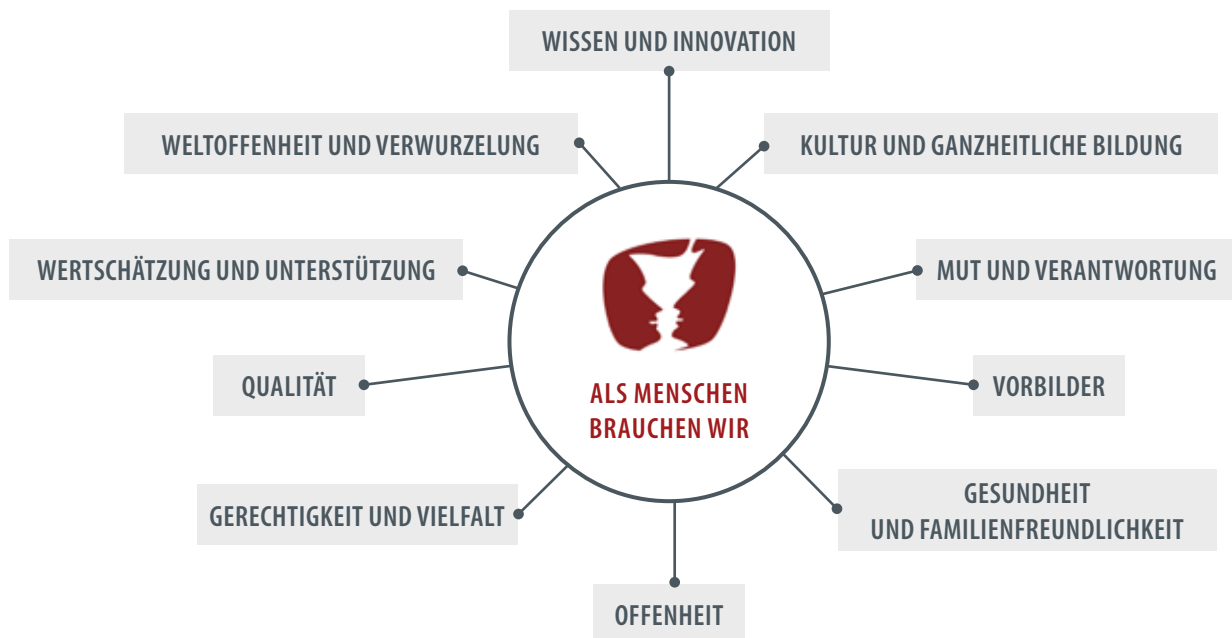 WISSEN UND INNOVATION
WELTOFFENHEIT UND VERWURZELUNG
KULTUR UND GANZHEITLICHE BILDUNG
WERTSCHÄTZUNG UND UNTERSTÜTZUNG
MUT UND VERANTWORTUNG
QUALITÄT
ALS MENSCHEN
BRAUCHEN WIR
VORBILDER
GERECHTIGKEIT UND VIELFALT
GESUNDHEIT
UND FAMILIENFREUNDLICHKEIT
OFFENHEIT